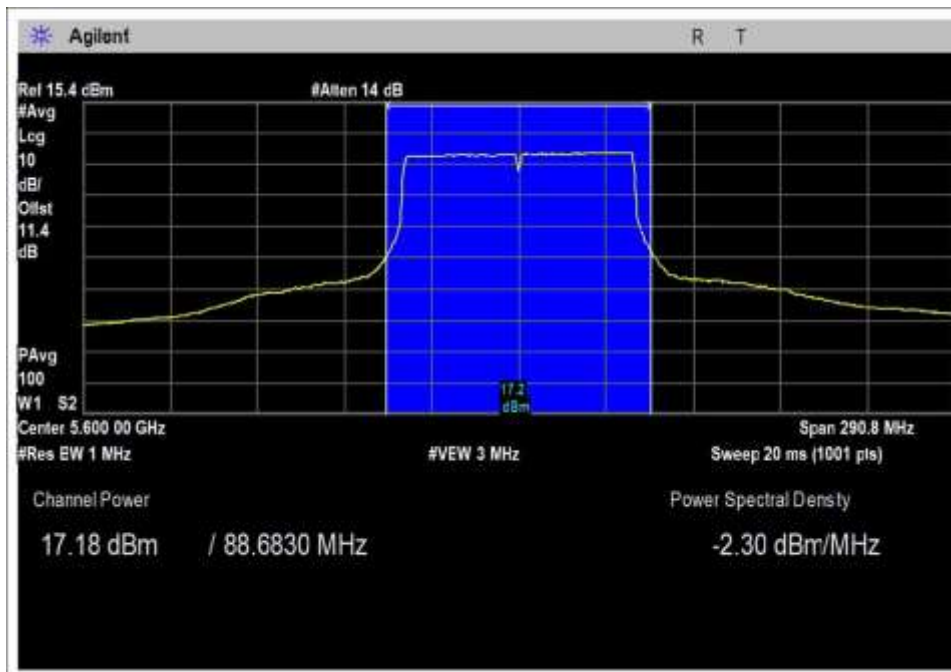 Agilent R T
Ref 15.4 dBm #Atten 14 dB
#Avg
Log
10
dB/
Offst
11.4
dB
PAvg
100
W1 S2
17.2
dBm
Center 5.600 00 GHz Span 290.8 MHz
#Res BW 1 MHz #VBW 3 MHz Sweep 20 ms (1001 pts)
Channel Power Power Spectral Density
17.18 dBm / 88.6830 MHz -2.30 dBm/MHz